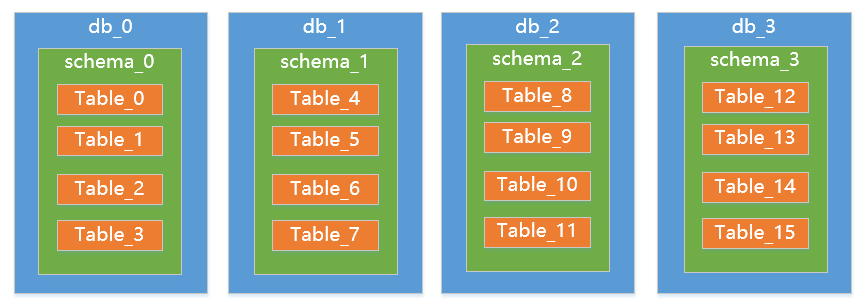 db_0
schema_0
Table_0
Table_1
Table_2
Table_3
db_1
schema_1
Table_4
Table_5
Table_6
Table_7
db_2
schema_2
Table_8
Table_9
Table_10
Table_11
db_3
schema_3
Table_12
Table_13
Table_14
Table_15